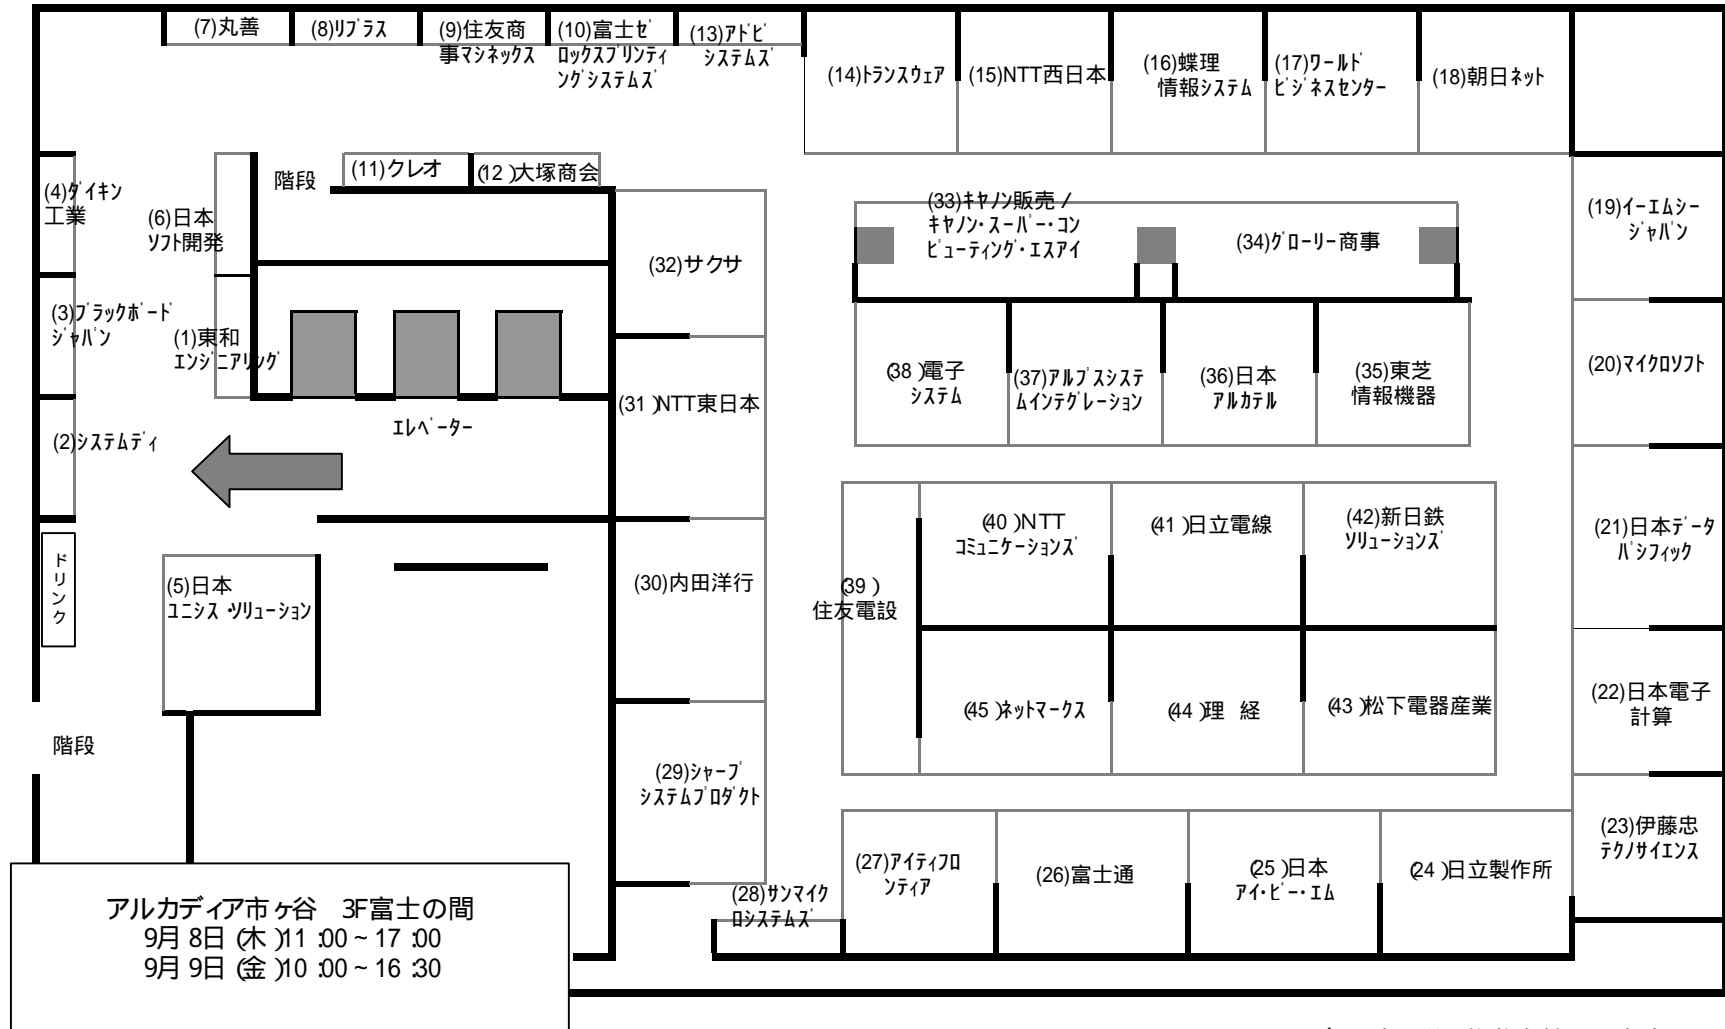 (7)丸善
(8)ﾘﾌﾟﾗｽ
(9)住友商
事ﾏｼﾈｯｸｽ
(10)富士ｾﾞ
ﾛｯｸｽﾌﾟﾘﾝﾃｨ
ﾝｸﾞｼｽﾃﾑｽﾞ
(13)ｱﾄﾞﾋﾞ
ｼｽﾃﾑｽﾞ
(14)ﾄﾗﾝｽｳｪｱ
(15)NTT西日本
(16)蝶理
情報ｼｽﾃﾑ
(17)ﾜｰﾙﾄﾞ
ﾋﾞｼﾞﾈｽｾﾝﾀｰ
(18)朝日ﾈｯﾄ
(4)ﾀﾞｲｷﾝ
工業
(6)日本
ｿﾌﾄ開発
階段
(11)クレオ
(12)大塚商会
(33)ｷﾔﾉﾝ販売/
ｷﾔﾉﾝ･ｽｰﾊﾟｰ･ｺﾝ
ﾋﾟｭｰﾃｨﾝｸﾞ･ｴｽｱｲ
(34)ｸﾞﾛｰﾘｰ商事
(19)ｲｰｴﾑｼｰ
ｼﾞｬﾊﾟﾝ
(32)サクサ
(3)ﾌﾞﾗｯｸﾎﾞｰﾄﾞ
ｼﾞｬﾊﾟﾝ
(1)東和
ｴﾝｼﾞﾆｱﾘﾝｸﾞ
(38)電子
ｼｽﾃﾑ
(37)ｱﾙﾌﾟｽｼｽﾃ
ﾑｲﾝﾃｸﾞﾚｰｼｮﾝ
(36)日本
ｱﾙｶﾃﾙ
(35)東芝
情報機器
(20)ﾏｲｸﾛｿﾌﾄ
(31)NTT東日本
(2)ｼｽﾃﾑﾃﾞｨ
ｴﾚﾍﾞｰﾀｰ
(40)NTT
ｺﾐｭﾆｹｰｼｮﾝｽﾞ
(41)日立電線
(42)新日鉄
ｿﾘｭｰｼｮﾝｽﾞ
(21)日本ﾃﾞｰﾀ
ﾊﾟｼﾌｨｯｸ
ドリンク
(5)日本
ﾕﾆｼｽ･ｿﾘｭｰｼｮﾝ
(30)内田洋行
(39)
住友電設
(45)ﾈｯﾄﾏｰｸｽ
(44)理 経
(43)松下電器産業
(22)日本電子
計算
階段
(29)ｼｬｰﾌﾟ
ｼｽﾃﾑﾌﾟﾛﾀﾞｸﾄ
(23)伊藤忠
ﾃｸﾉｻｲｴﾝｽ
(28)ｻﾝﾏｲｸ
ﾛｼｽﾃﾑｽﾞ
(27)ｱｲﾃｨﾌﾛ
ﾝﾃｨｱ
(26)富士通
(25)日本
ｱｲ･ﾋﾞｰ･ｴﾑ
(24)日立製作所
アルカディア市ヶ谷 3F富士の間
9月8日(木)11:00~17:00
9月9日(金)10:00~16:30